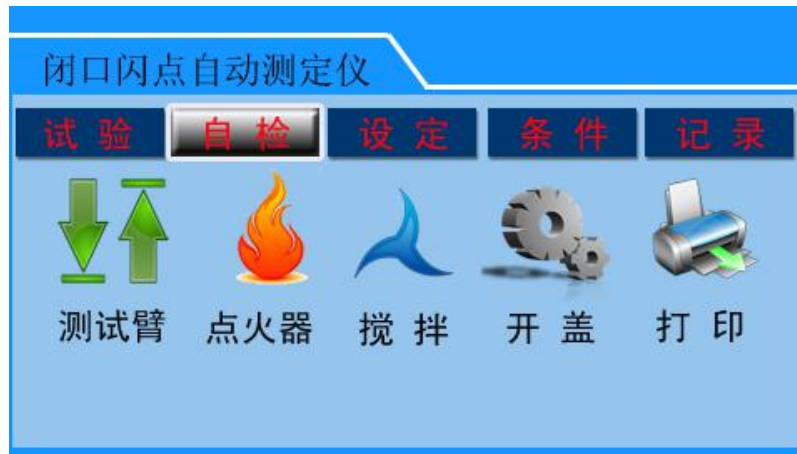 闭口闪点自动测定仪
试 验 自 检 设 定 条 件 记 录
测试臂 点火器 搅 拌 开 盖 打 印